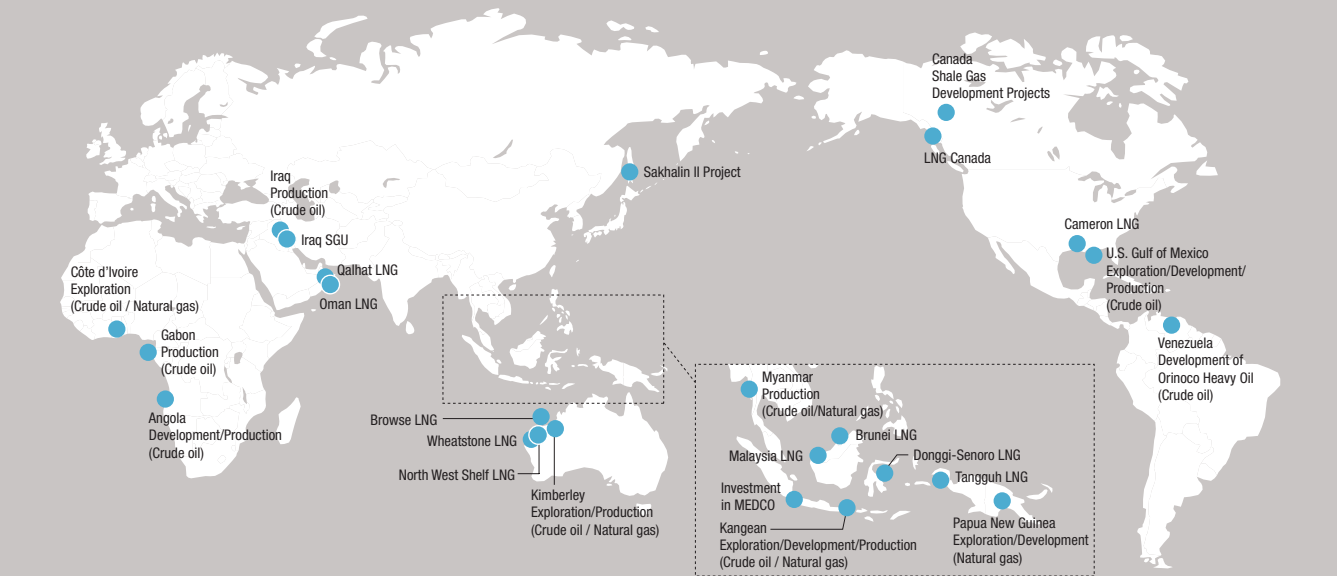 Canada
Shale Gas
Development Projects
LNG Canada
Sakhalin II Project
Iraq
Production
(Crude oil)
Iraq SGU
Qalhat LNG
Oman LNG
Côte d'Ivoire
Exploration
(Crude oil / Natural gas)
Gabon
Production
(Crude oil)
Angola
Development/Production
(Crude oil)
Cameron LNG
U.S. Gulf of Mexico
Exploration/Development/
Production
(Crude oil)
Venezuela
Development of
Orinoco Heavy Oil
(Crude oil)
Browse LNG
Wheatstone LNG
North West Shelf LNG
Kimberley
Exploration/Production
(Crude oil / Natural gas)
Myanmar
Production
(Crude oil/Natural gas)
Brunei LNG
Malaysia LNG
Donggi-Senoro LNG
Tangguh LNG
Investment
in MEDCO
Kangean
Exploration/Development/Production
(Crude oil / Natural gas)
Papua New Guinea
Exploration/Development
(Natural gas)